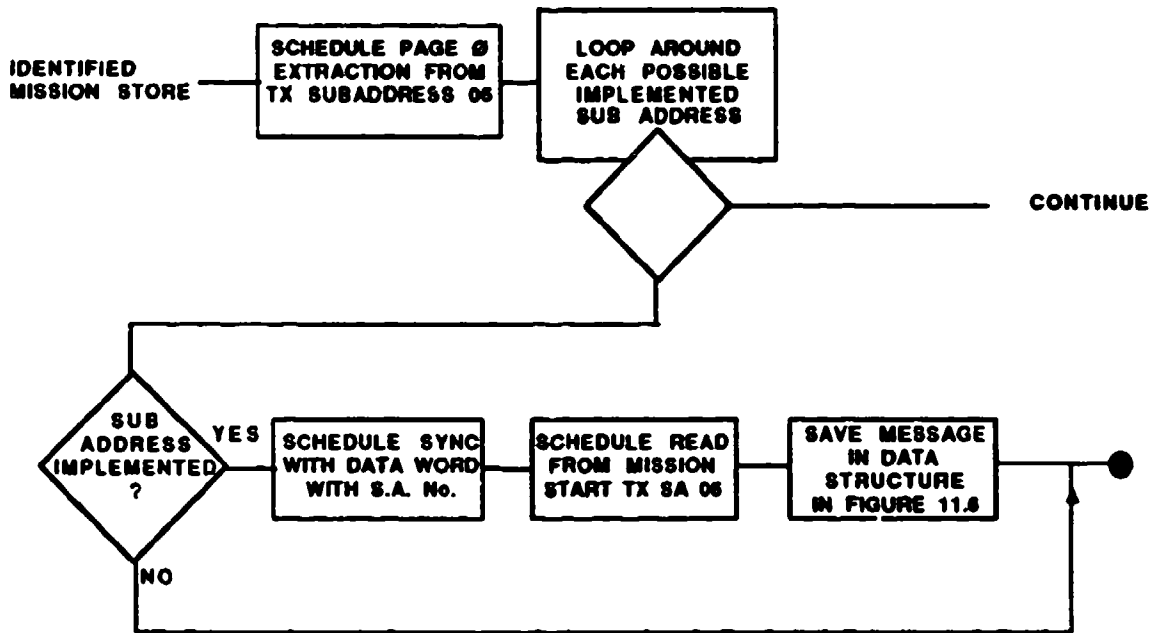 SCHEDULE PAGE Ø
EXTRACTION FROM
TX SUBADDRESS 05
LOOP AROUND
EACH POSSIBLE
IMPLEMENTED
SUB ADDRESS
IDENTIFIED
MISSION STORE
CONTINUE
SUB
ADDRESS
IMPLEMENTED
?
YES
NO
SCHEDULE SYNC
WITH DATA WORD
WITH S.A. No.
SCHEDULE READ
FROM MISSION
START TX SA 05
SAVE MESSAGE
IN DATA
STRUCTURE
IN FIGURE 11.6